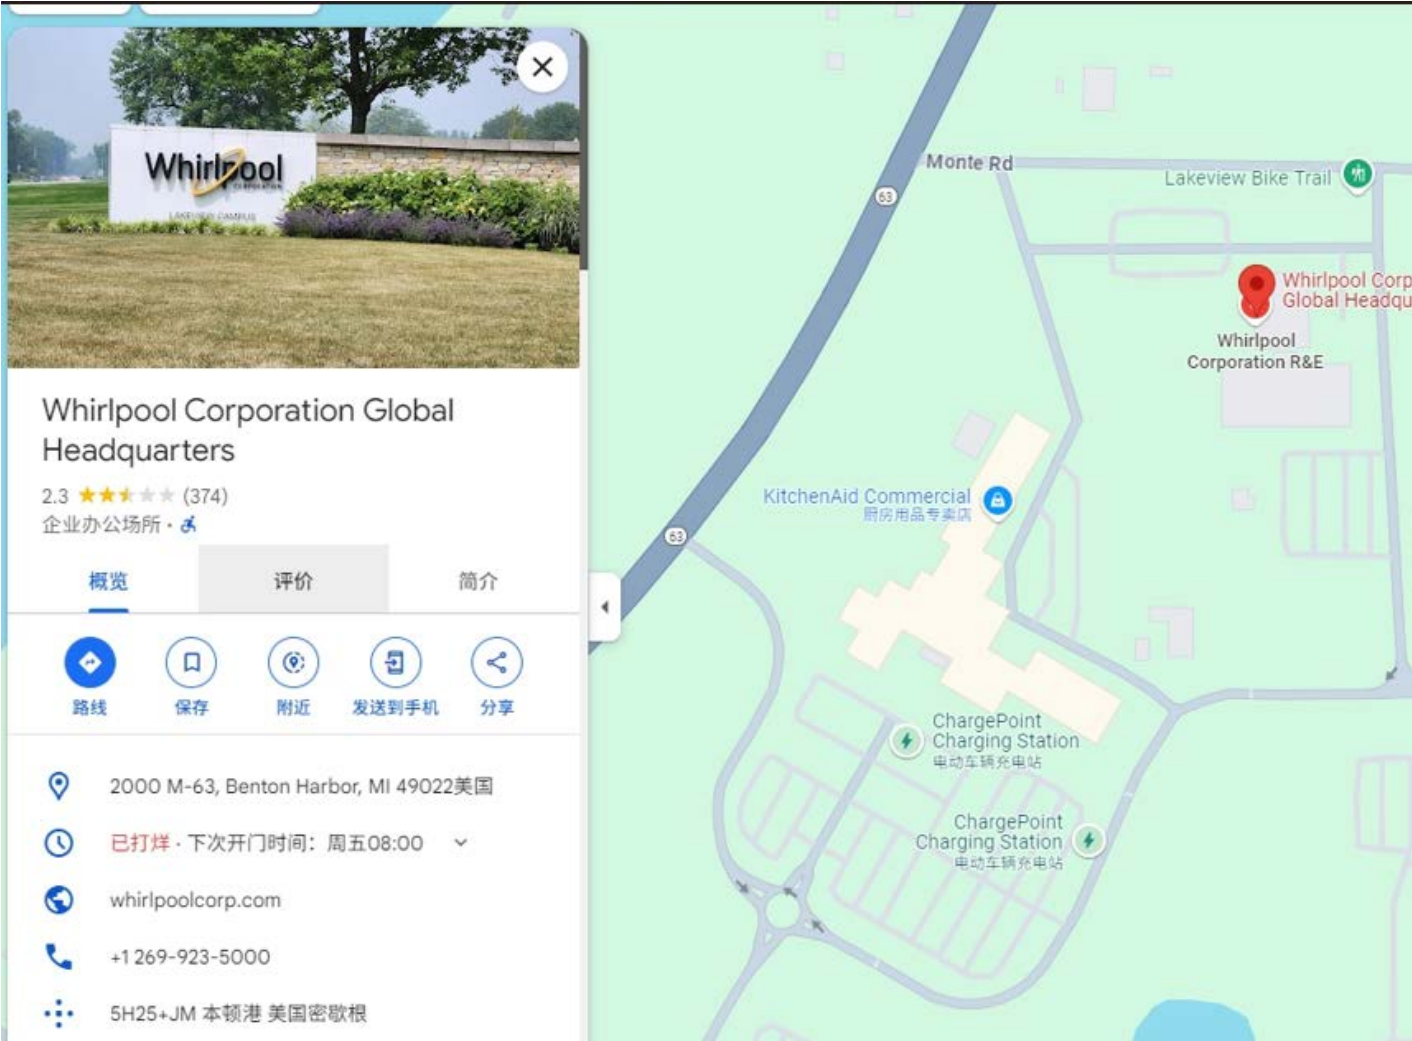 Whirlpool
CORPORATION
LAKEVIEW CAMPUS
Whirlpool Corporation Global
Headquarters
2.3 (374)
企业办公场所 ·
概览 评价 简介
路线 保存 附近 发送到手机 分享
2000 M-63, Benton Harbor, MI 49022美国
已打烊 · 下次开门时间：周五08:00
whirlpoolcorp.com
+1 269-923-5000
5H25+JM 本顿港 美国密歇根
Monte Rd
63
Lakeview Bike Trail
Whirlpool Corp
Global Headqu
Whirlpool
Corporation R&E
KitchenAid Commercial
厨房用品专卖店
63
ChargePoint
Charging Station
电动车辆充电站
ChargePoint
Charging Station
电动车辆充电站